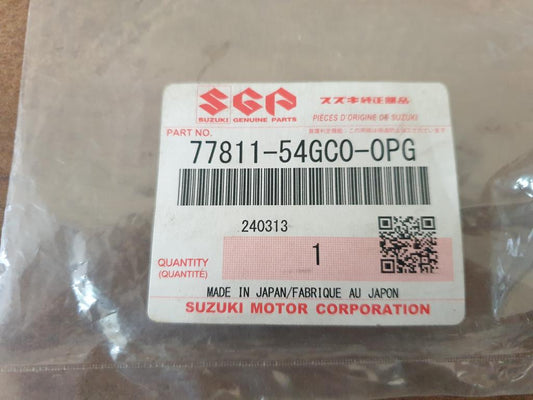 SGP スズキ純正部品
SUZUKI GENUINE PARTS PIÈCES D'ORIGINE DE SUZUKI
PART NO.
77811-54GC0-0PG
240313
QUANTITY 1
(QUANTITÉ)
MADE IN JAPAN/FABRIQUE AU JAPON
SUZUKI MOTOR CORPORATION